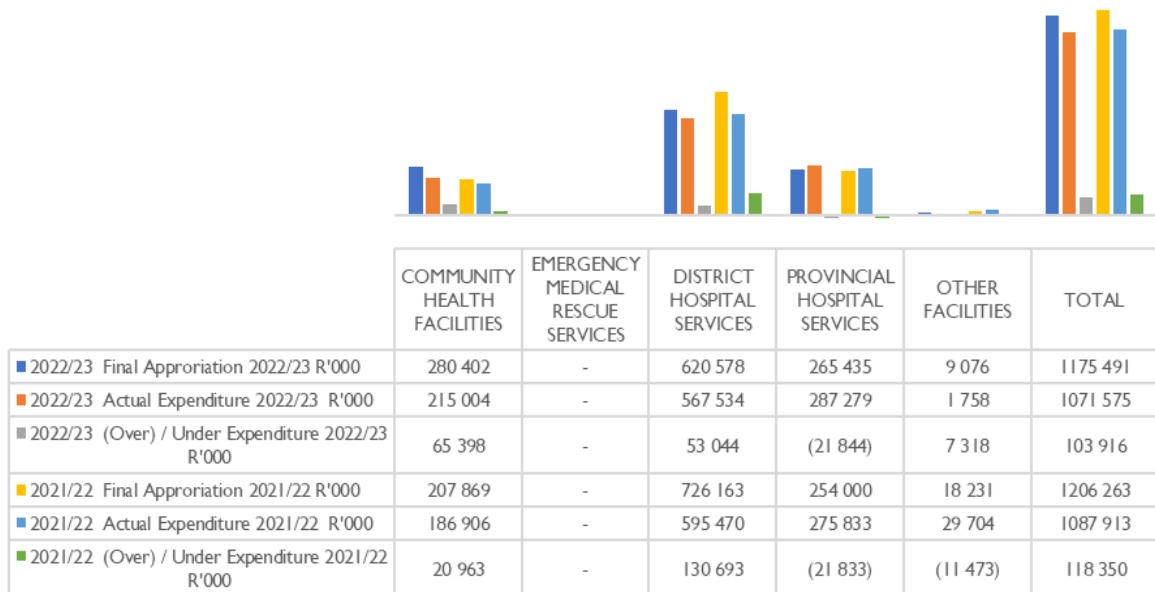 COMMUNITY
HEALTH
FACILITIES
EMERGENCY
MEDICAL
RESCUE
SERVICES
DISTRICT
HOSPITAL
SERVICES
PROVINCIAL
HOSPITAL
SERVICES
OTHER
FACILITIES
TOTAL
2022/23 Final Approriation 2022/23 R'000 280 402 - 620 578 265 435 9 076 1175 491
2022/23 Actual Expenditure 2022/23 R'000 215 004 - 567 534 287 279 1 758 1071 575
2022/23 (Over) / Under Expenditure 2022/23
R'000 65 398 - 53 044 (21 844) 7 318 103 916
2021/22 Final Approriation 2021/22 R'000 207 869 - 726 163 254 000 18 231 1206 263
2021/22 Actual Expenditure 2021/22 R'000 186 906 - 595 470 275 833 29 704 1087 913
2021/22 (Over) / Under Expenditure 2021/22
R'000 20 963 - 130 693 (21 833) (11 473) 118 350